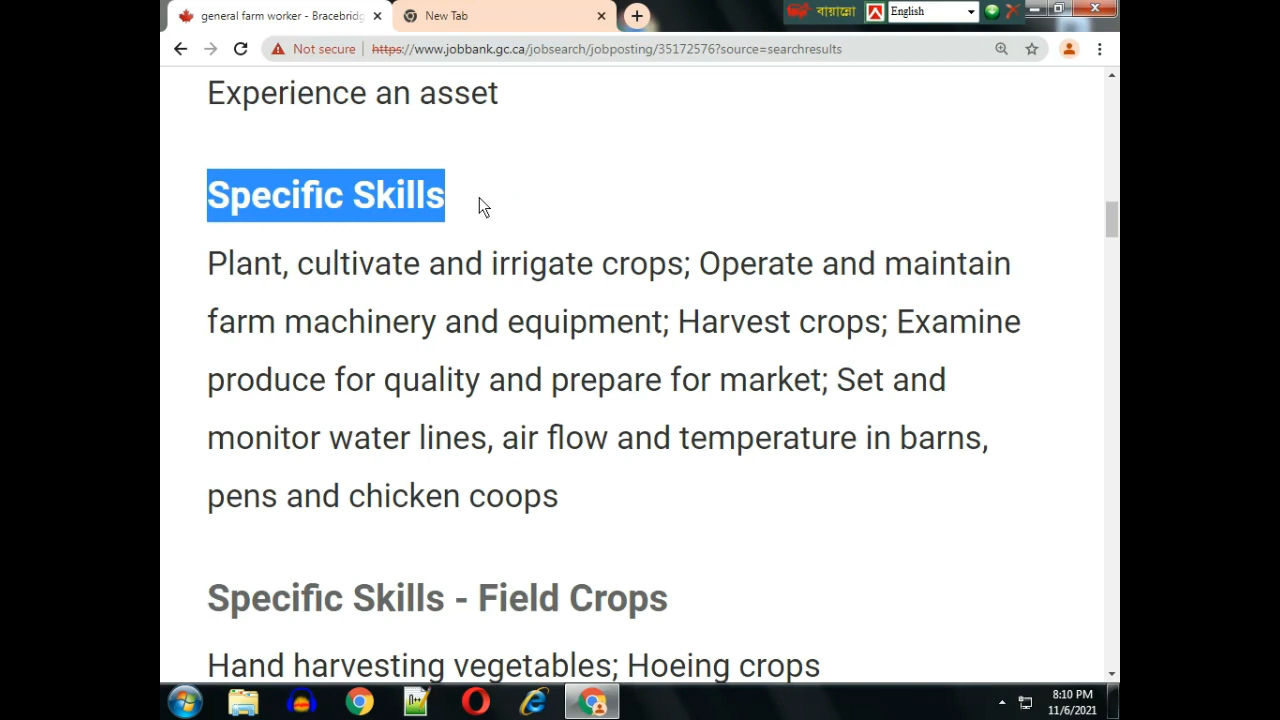 general farm worker - Bracebridg
New Tab
বায়ান্নো
English
Not secure
https://www.jobbank.gc.ca/jobsearch/jobposting/35172576?source=searchresults
Experience an asset
Specific Skills
Plant, cultivate and irrigate crops; Operate and maintain
farm machinery and equipment; Harvest crops; Examine
produce for quality and prepare for market; Set and
monitor water lines, air flow and temperature in barns,
pens and chicken coops
Specific Skills - Field Crops
Hand harvesting vegetables; Hoeing crops
8:10 PM
11/6/2021